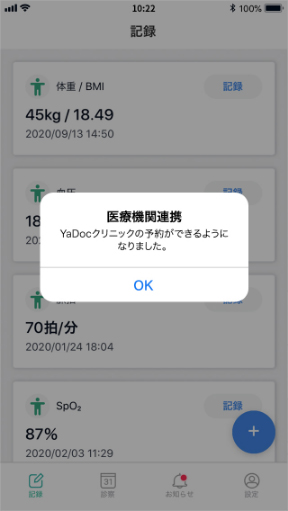 10:22
100%
記録
体重 / BMI
記録
45kg / 18.49
2020/09/13 14:50
血圧
記録
18
202
医療機関連携
YaDocクリニックの予約ができるように
なりました。
OK
70拍/分
2020/01/24 18:04
SpO₂
記録
87%
2020/02/03 11:29
+
31
記録
診察
お知らせ
設定